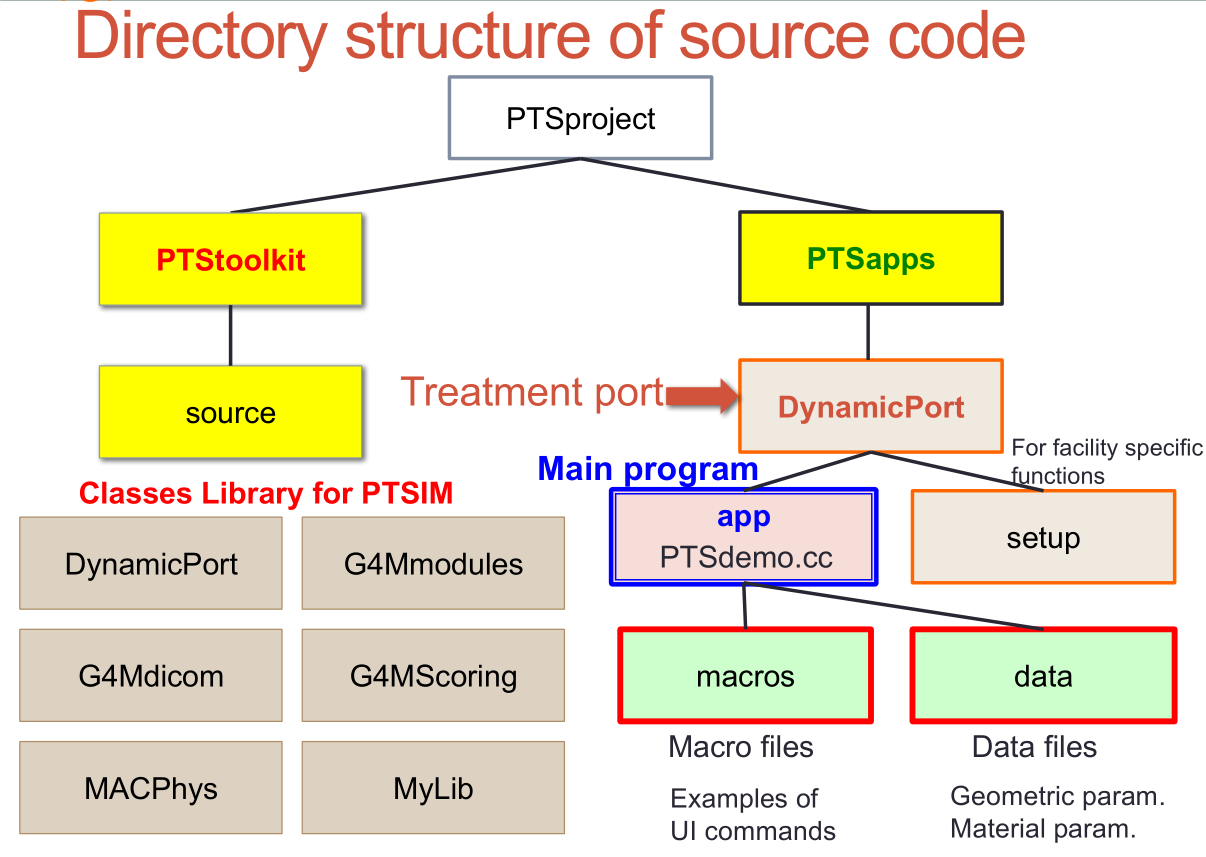 Directory structure of source code
PTSproject
PTStoolkit
PTSapps
source
Treatment port
DynamicPort
For facility specific
functions
Main program
Classes Library for PTSIM
app
PTSdemo.cc
setup
DynamicPort
G4Mmodules
G4Mdicom
G4MScoring
MACPhys
MyLib
macros
data
Macro files
Data files
Examples of
UI commands
Geometric param.
Material param.